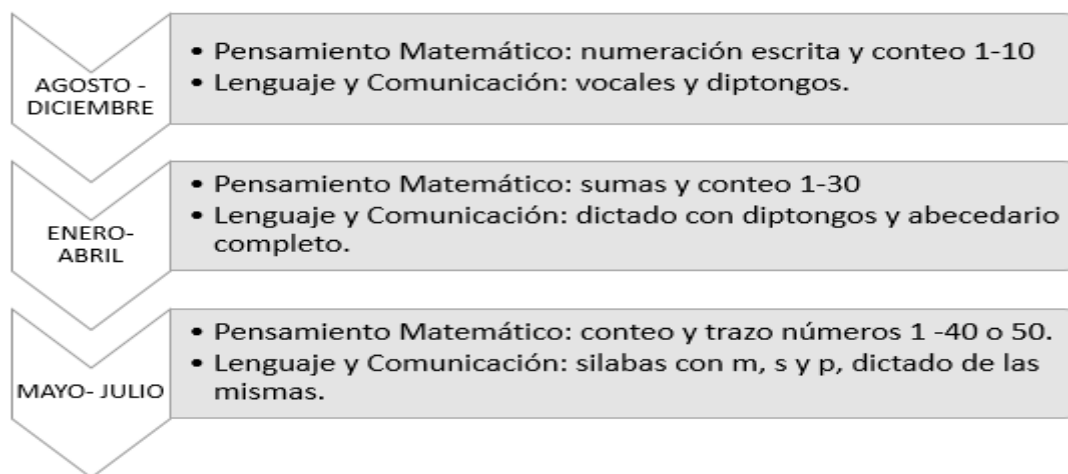 AGOSTO -
DICIEMBRE
• Pensamiento Matemático: numeración escrita y conteo 1-10
• Lenguaje y Comunicación: vocales y diptongos.
ENERO-
ABRIL
• Pensamiento Matemático: sumas y conteo 1-30
• Lenguaje y Comunicación: dictado con diptongos y abecedario
completo.
MAYO- JULIO
• Pensamiento Matemático: conteo y trazo números 1 -40 o 50.
• Lenguaje y Comunicación: silabas con m, s y p, dictado de las
mismas.